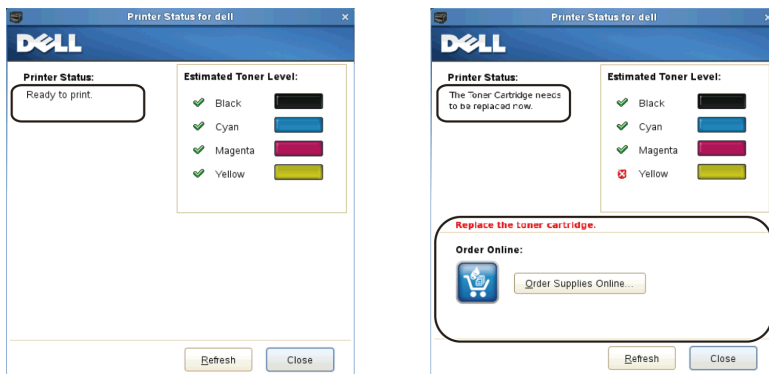 Printer Status for dell
DELL
Printer Status:
Ready to print.
Estimated Toner Level:
Black
Cyan
Magenta
Yellow
Refresh
Close
Printer Status for dell
DELL
Printer Status:
The Toner Cartridge needs
to be replaced now.
Estimated Toner Level:
Black
Cyan
Magenta
Yellow
Replace the toner cartridge.
Order Online:
Order Supplies Online...
Refresh
Close